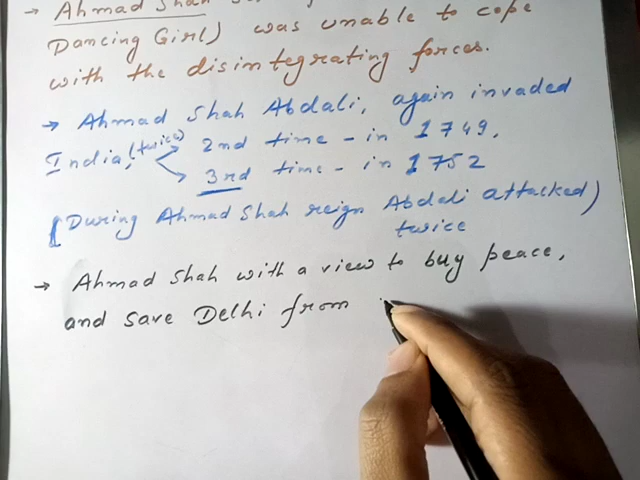 → Ahmad Shah
Dancing Girl) was unable to cope
with the disintegrating forces.
→ Ahmad Shah Abdali, again invaded
India, (twice) 2nd time - in 1749.
3rd time - in 1752
[During Ahmad Shah reign Abdali attacked)
twice
→ Ahmad Shah with a view to buy peace,
and save Delhi from